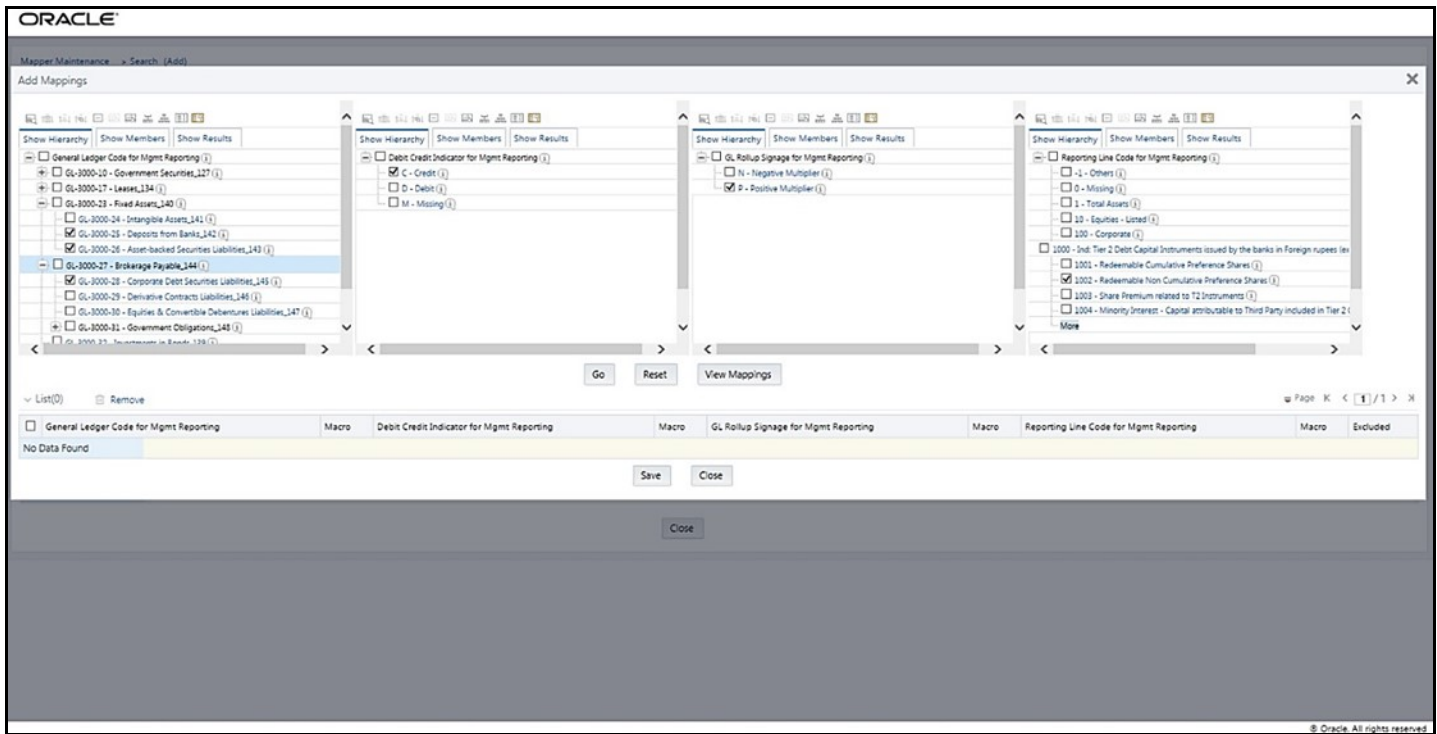 ORACLE
Mapper Maintenance » Search (Add)
Add Mappings
Show Hierarchy Show Members Show Results
General Ledger Code for Mgmt Reporting
GL-3000-10 - Government Securities_127
GL-3000-17 - Leases_134
GL-3000-23 - Fixed Assets_140
GL-3000-24 - Intangible Assets_141
GL-3000-25 - Deposits from Banks_142
GL-3000-26 - Asset-backed Securities Liabilities_143
GL-3000-27 - Brokerage Payable_144
GL-3000-28 - Corporate Debt Securities Liabilities_145
GL-3000-29 - Derivative Contracts Liabilities_146
GL-3000-30 - Equities & Convertible Debentures Liabilities_147
GL-3000-31 - Government Obligations_148
GL-3000-32 - Investments in Bonds_139
Show Hierarchy Show Members Show Results
Debit Credit Indicator for Mgmt Reporting
C - Credit
D - Debit
M - Missing
Show Hierarchy Show Members Show Results
GL Rollup Signage for Mgmt Reporting
N - Negative Multiplier
P - Positive Multiplier
Show Hierarchy Show Members Show Results
Reporting Line Code for Mgmt Reporting
-1 - Others
0 - Missing
1 - Total Assets
10 - Equities - Listed
100 - Corporate
1000 - Ind: Tier 2 Debt Capital Instruments issued by the banks in Foreign rupees
1001 - Redeemable Cumulative Preference Shares
1002 - Redeemable Non Cumulative Preference Shares
1003 - Share Premium related to T2 Instruments
1004 - Minority Interest - Capital attributable to Third Party included in Tier 2
More
Go Reset View Mappings
List(0) Remove Page 1 / 1
General Ledger Code for Mgmt Reporting Macro Debit Credit Indicator for Mgmt Reporting Macro GL Rollup Signage for Mgmt Reporting Macro Reporting Line Code for Mgmt Reporting Macro Excluded
No Data Found
Save Close
Close
© Oracle. All rights reserved